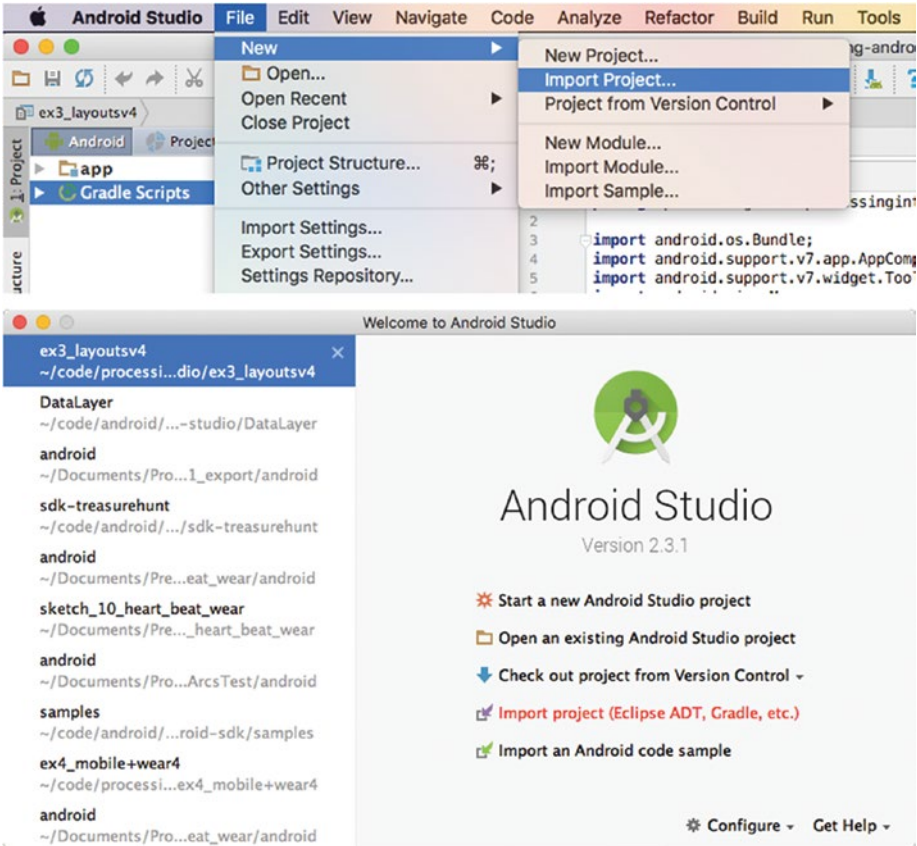 Android Studio File Edit View Navigate Code Analyze Refactor Build Run Tools
New
Open...
Open Recent
Close Project
Project Structure... ⌘;
Other Settings
Import Settings...
Export Settings...
Settings Repository...
New Project...
Import Project...
Project from Version Control
New Module...
Import Module...
Import Sample...
ex3_layoutsv4
Android Project
1: Project
app
Gradle Scripts
2
3 import android.os.Bundle;
4 import android.support.v7.app.AppComp
5 import android.support.v7.widget.Tool
Welcome to Android Studio
ex3_layoutsv4
~/code/processi...dio/ex3_layoutsv4
DataLayer
~/code/android/...-studio/DataLayer
android
~/Documents/Pro...1_export/android
sdk-treasurehunt
~/code/android/.../sdk-treasurehunt
android
~/Documents/Pre...eat_wear/android
sketch_10_heart_beat_wear
~/Documents/Pre..._heart_beat_wear
android
~/Documents/Pro...ArcsTest/android
samples
~/code/android/...roid-sdk/samples
ex4_mobile+wear4
~/code/processi...ex4_mobile+wear4
android
~/Documents/Pro...eat_wear/android
Android Studio
Version 2.3.1
Start a new Android Studio project
Open an existing Android Studio project
Check out project from Version Control
Import project (Eclipse ADT, Gradle, etc.)
Import an Android code sample
Configure Get Help